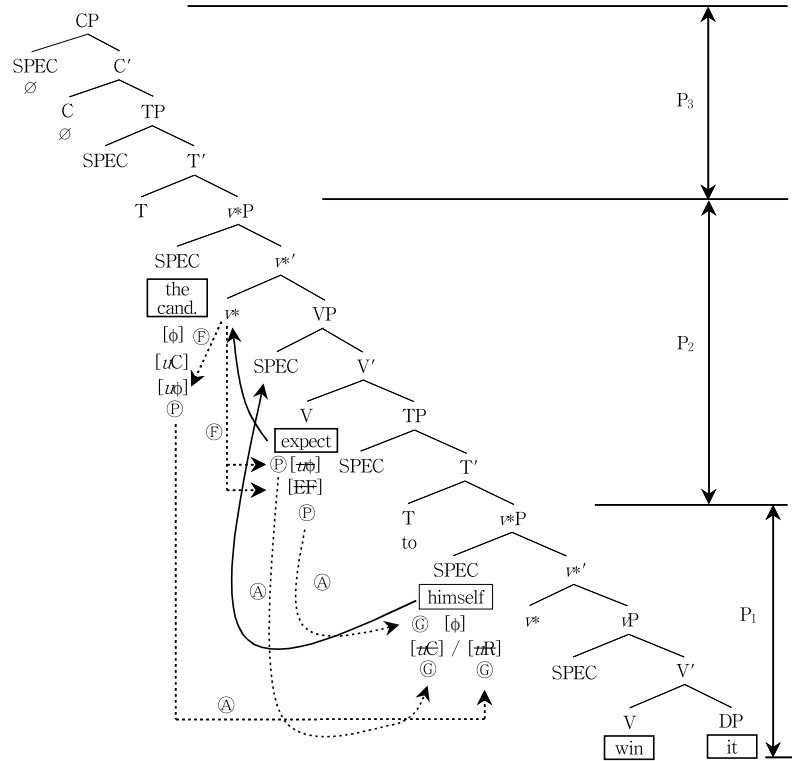 CP
SPEC C′
∅
C TP
∅
SPEC T′
T v*P
SPEC v*′
the
cand.
v* VP
[ϕ] Ⓕ
[uC]
[uϕ]
Ⓟ
SPEC V′
V TP
Ⓕ
expect
SPEC T′
Ⓟ [uϕ]
[EF]
Ⓟ
T v*P
to
SPEC v*′
Ⓐ Ⓐ
himself
v* vP
Ⓖ [ϕ]
[uC] / [uR]
Ⓖ Ⓖ
SPEC V′
Ⓐ
V DP
win it
P₃
P₂
P₁